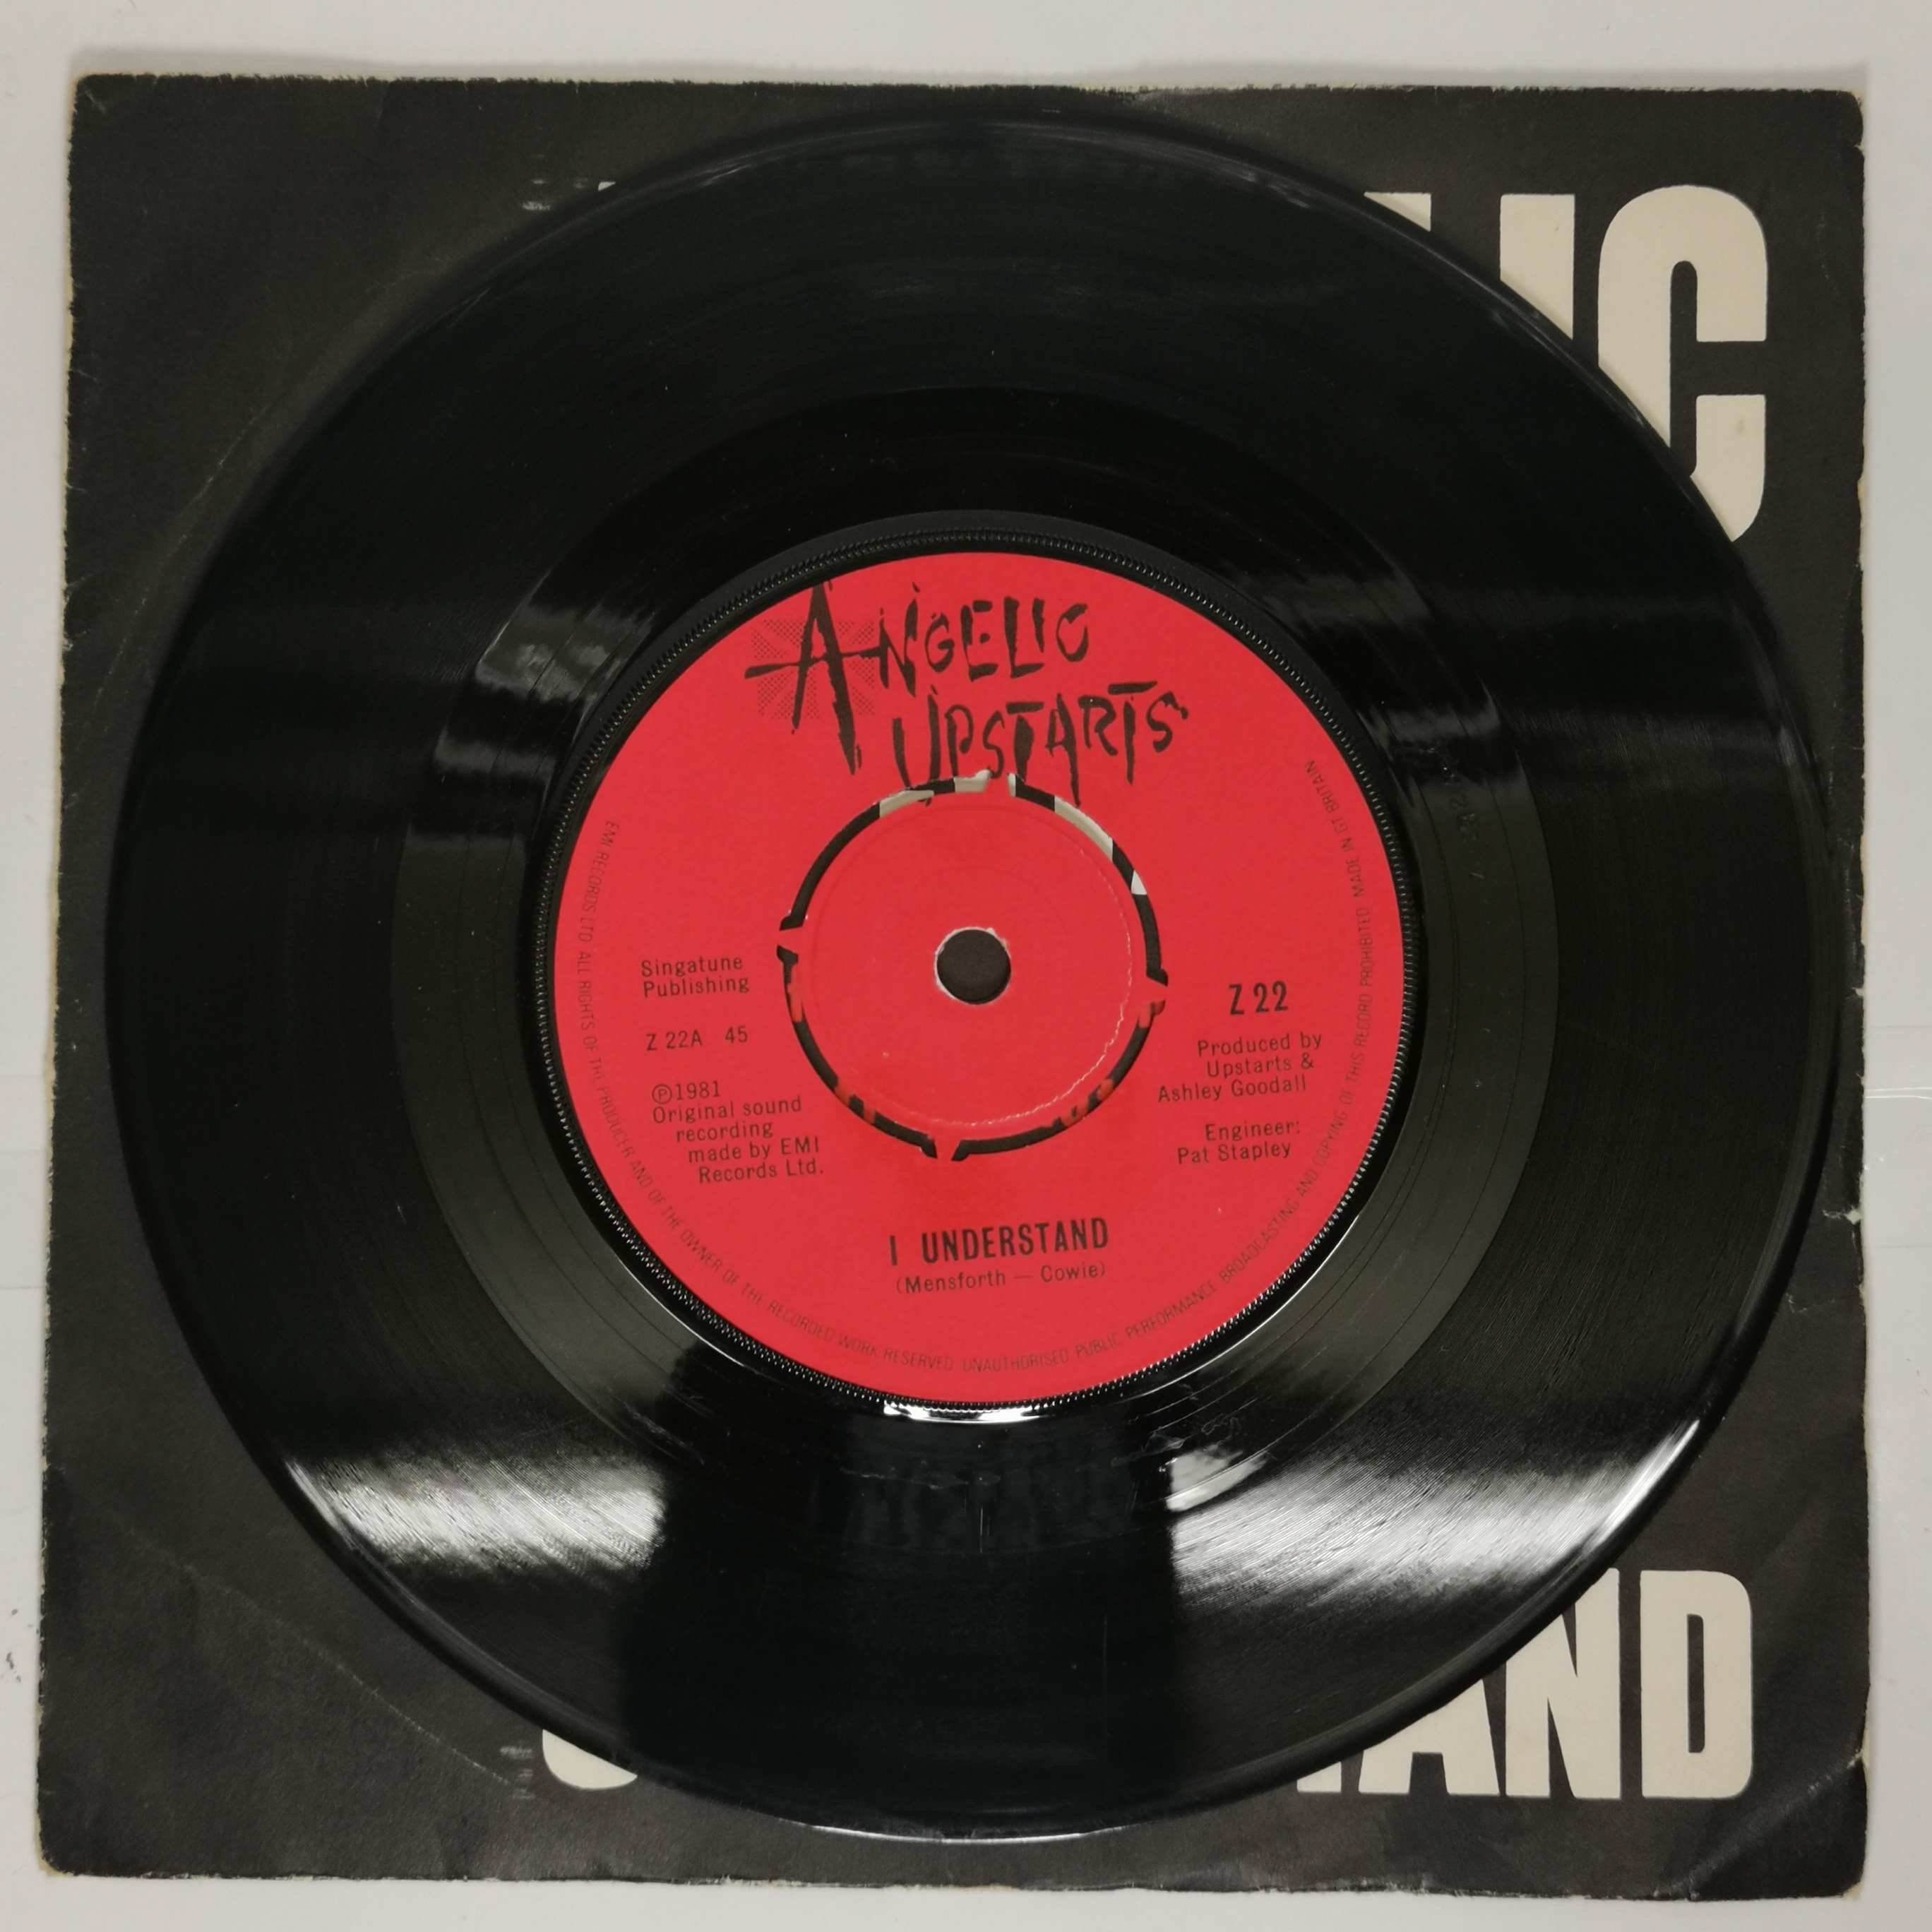 IC
ANGELIC
UPSTARTS
Singatune
Publishing
Z 22A 45
Ⓟ1981
Original sound
recording
made by EMI
Records Ltd.
Z 22
Produced by
Upstarts &
Ashley Goodall
Engineer:
Pat Stapley
I UNDERSTAND
(Mensforth — Cowie)
EMI RECORDS LTD ALL RIGHTS OF THE PRODUCER AND OF THE OWNER OF THE RECORDED WORK RESERVED UNAUTHORISED PUBLIC PERFORMANCE BROADCASTING AND COPYING OF THIS RECORD PROHIBITED MADE IN GT BRITAIN
AND